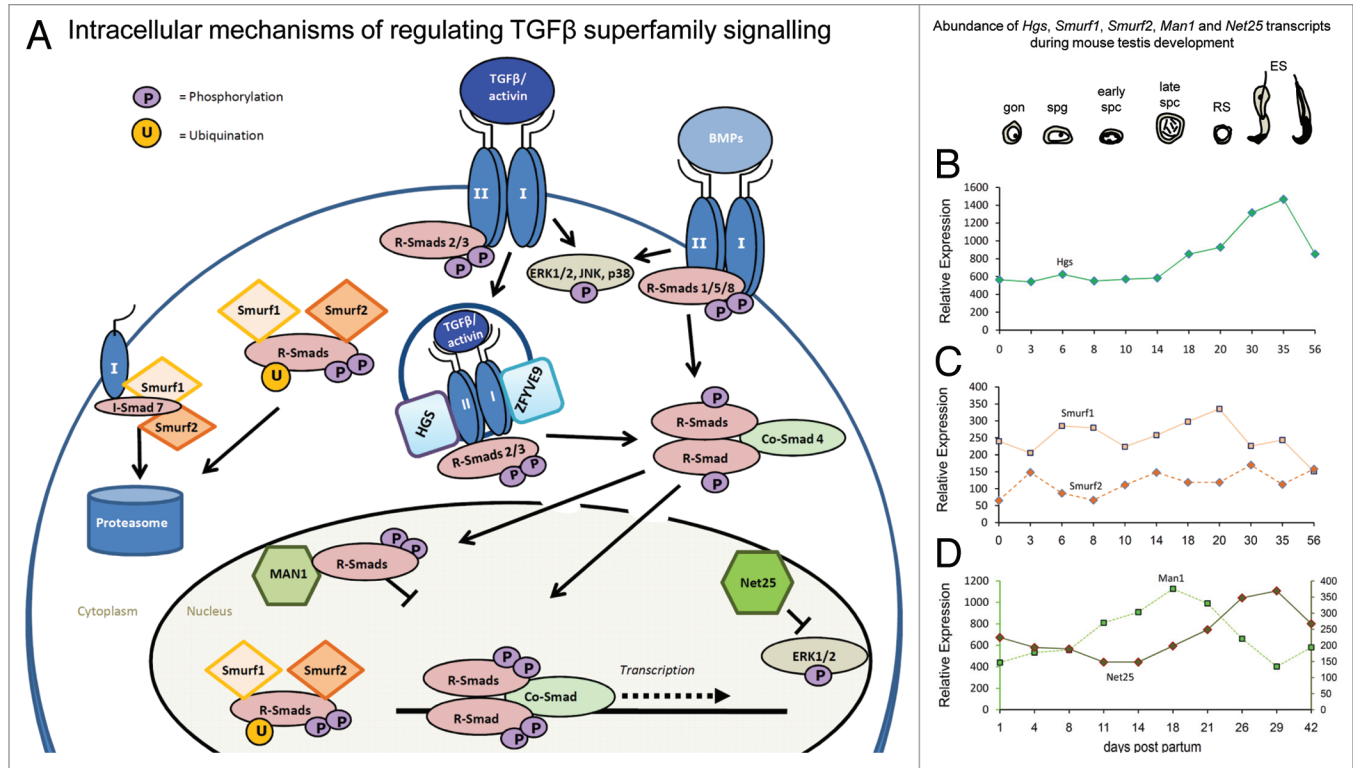 A Intracellular mechanisms of regulating TGFβ superfamily signalling
P = Phosphorylation
U = Ubiquination
TGFβ/
activin
BMPs
II I
II I
R-Smads 2/3
P P
ERK1/2, JNK, p38
P
R-Smads 1/5/8
P P
Smurf1
Smurf2
R-Smads
U
P P
I
Smurf1
I-Smad 7
Smurf2
Proteasome
TGFβ/
activin
HGS
II
I
ZFYVE9
R-Smads 2/3
P P
P
R-Smads
Co-Smad 4
R-Smad
P
Cytoplasm
Nucleus
MAN1
R-Smads
P P
Net25
ERK1/2
P
Smurf1
Smurf2
R-Smads
U
P P
P P
R-Smads
Co-Smad
R-Smad
P P
Transcription
Abundance of Hgs, Smurf1, Smurf2, Man1 and Net25 transcripts
during mouse testis development
gon
spg
early
spc
late
spc
RS
ES
B
Relative Expression
1600
1400
1200
1000
800
600
400
200
0
Hgs
0 3 6 8 10 14 18 20 30 35 56
C
Relative Expression
400
350
300
250
200
150
100
50
0
Smurf1
Smurf2
0 3 6 8 10 14 18 20 30 35 56
D
Relative Expression
1200
1000
800
600
400
200
0
Man1
Net25
400
350
300
250
200
150
100
50
0
1 4 8 11 14 18 21 26 29 42
days post partum